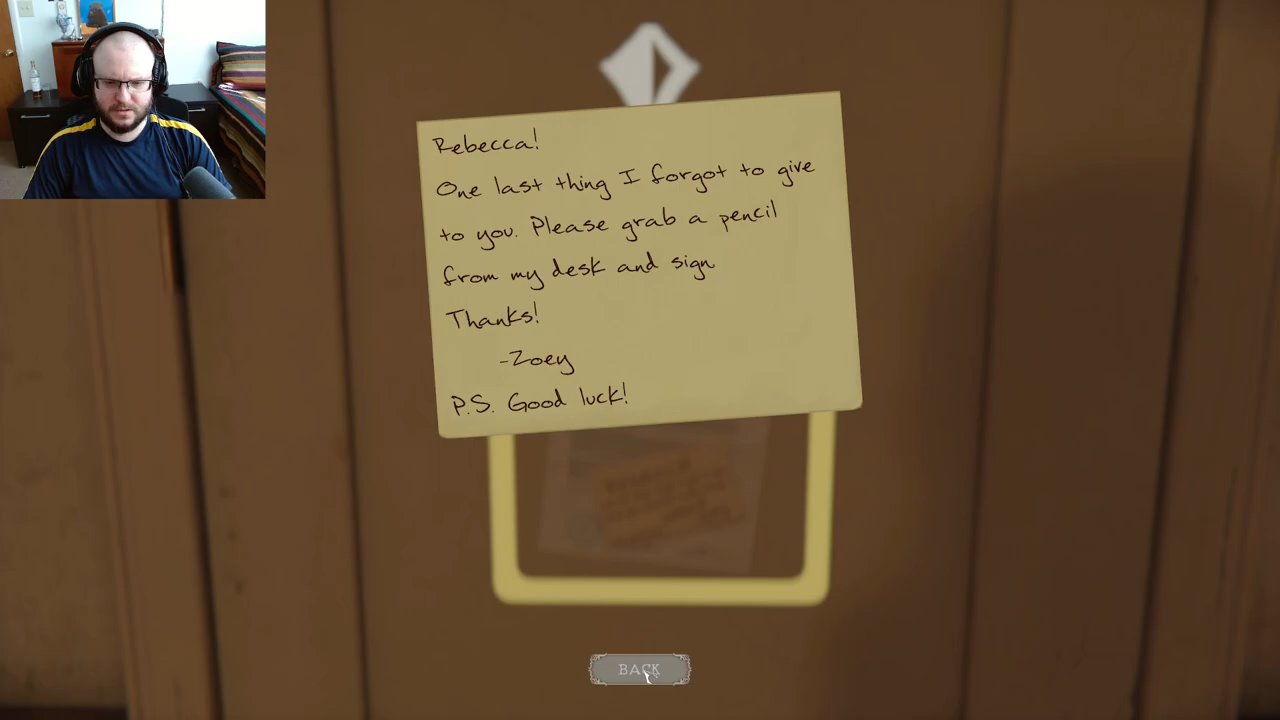 Rebecca!
One last thing I forgot to give
to you. Please grab a pencil
from my desk and sign
Thanks!
-Zoey
P.S. Good luck!
BACK